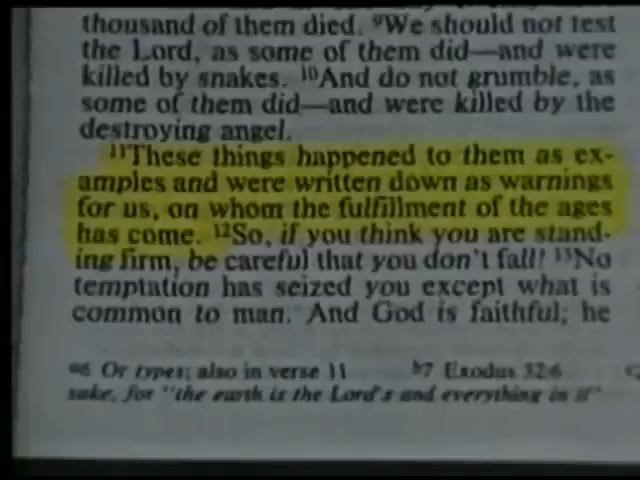 thousand of them died. ⁹We should not test
the Lord, as some of them did—and were
killed by snakes. ¹⁰And do not grumble, as
some of them did—and were killed by the
destroying angel.
¹¹These things happened to them as ex-
amples and were written down as warnings
for us, on whom the fulfillment of the ages
has come. ¹²So, if you think you are stand-
ing firm, be careful that you don't fall! ¹³No
temptation has seized you except what is
common to man. And God is faithful; he
ᵃ6 Or types; also in verse 11 ᵇ7 Exodus 32:6
sake, for "the earth is the Lord's and everything in it"